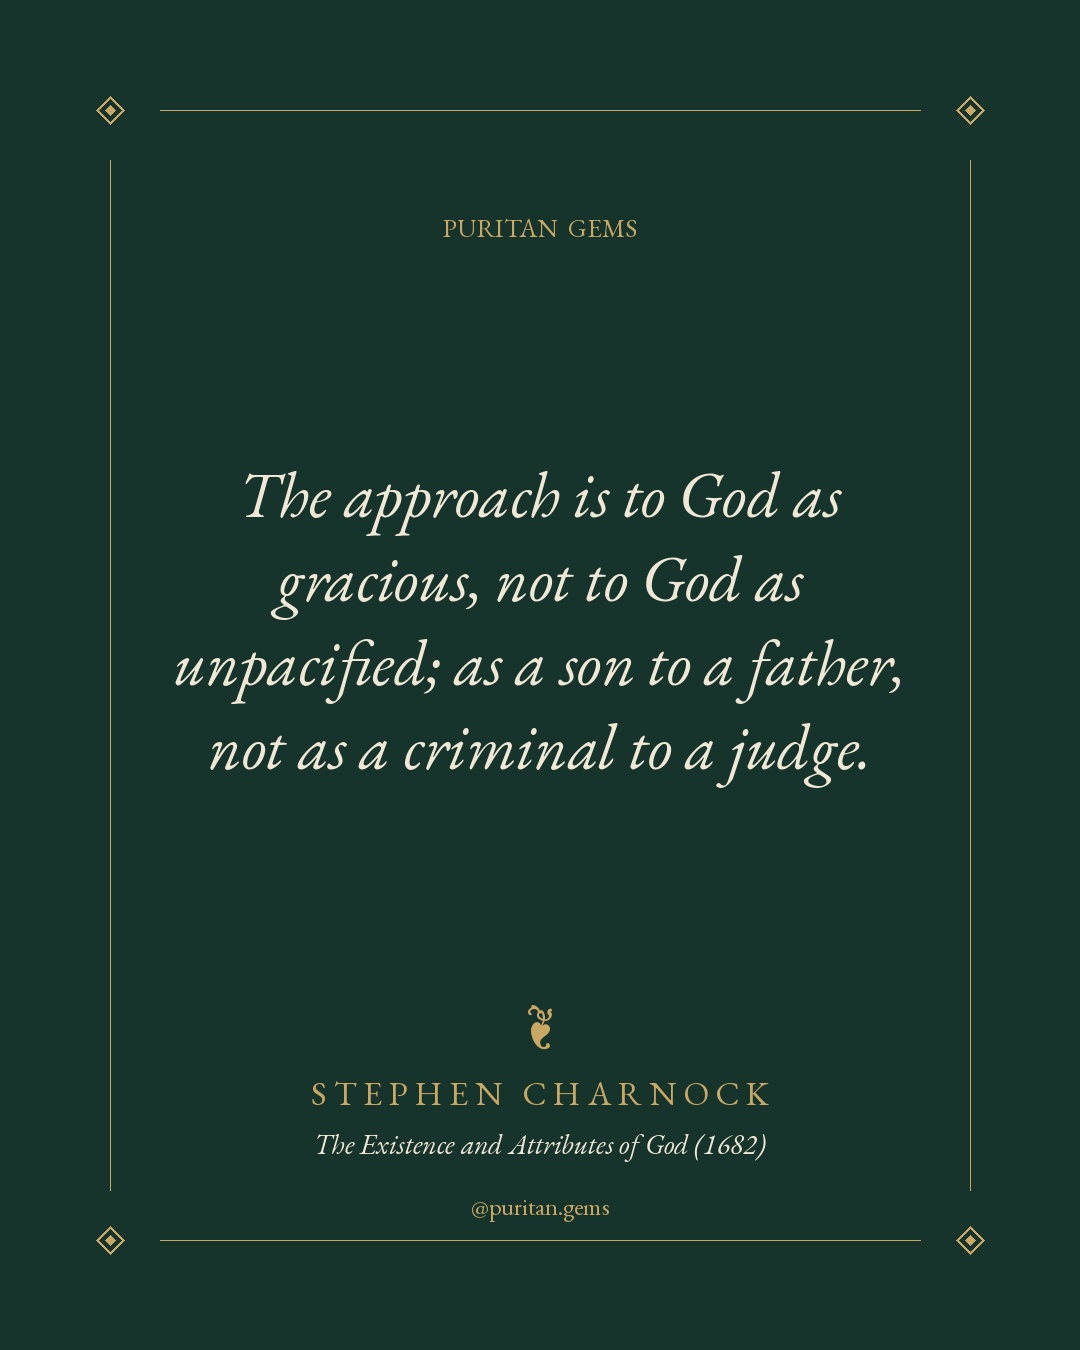 PURITAN GEMS
The approach is to God as
gracious, not to God as
unpacified; as a son to a father,
not as a criminal to a judge.
STEPHEN CHARNOCK
The Existence and Attributes of God (1682)
@puritan.gems